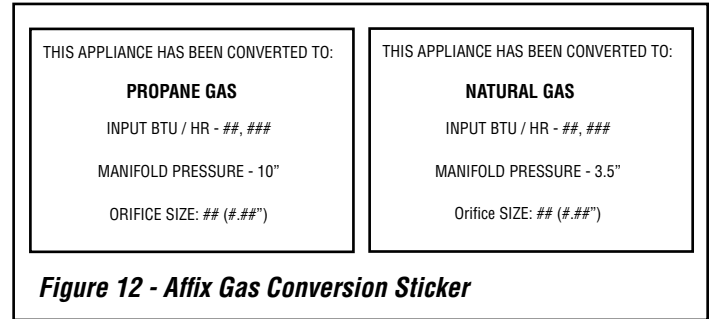 THIS APPLIANCE HAS BEEN CONVERTED TO:
PROPANE GAS
INPUT BTU / HR - ##, ###
MANIFOLD PRESSURE - 10”
ORIFICE SIZE: ## (#.##”)
THIS APPLIANCE HAS BEEN CONVERTED TO:
NATURAL GAS
INPUT BTU / HR - ##, ###
MANIFOLD PRESSURE - 3.5”
Orifice SIZE: ## (#.##”)
Figure 12 - Affix Gas Conversion Sticker